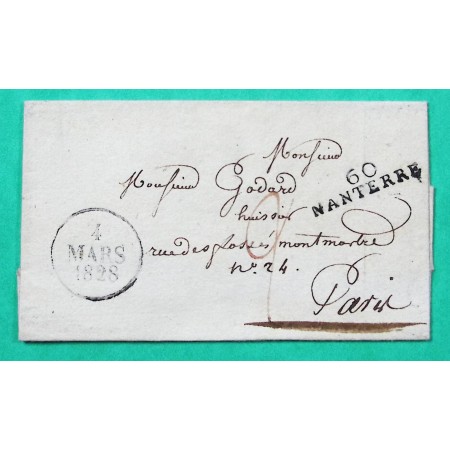 Monsieur
60
NANTERRE
Monsieur Godard
huissier
rue des fossés montmartre
n.º 24.
Paris
4
MARS
1828